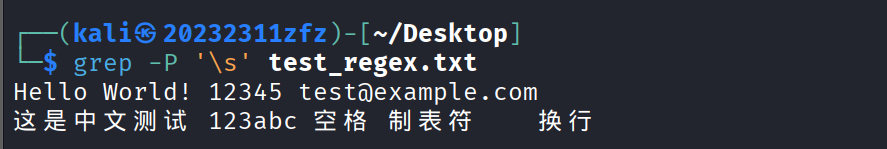 ┌──(kali㉿20232311zfz)-[~/Desktop]
└─$ grep -P '\s' test_regex.txt
Hello World! 12345 test@example.com
这是中文测试 123abc 空格 制表符    换行